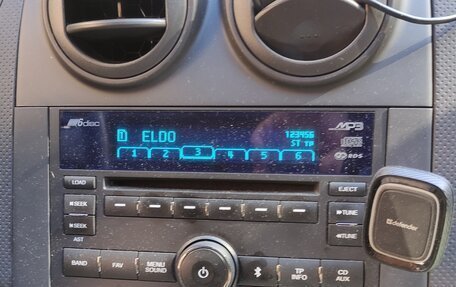 6disc
ELDO
123456
MP3
ST TP
1 2 3 4 5 6
RDS
LOAD
EJECT
SEEK
TUNE
SEEK
TUNE
AST
BAND
FAV
MENU
SOUND
TP
INFO
CD
AUX
defender